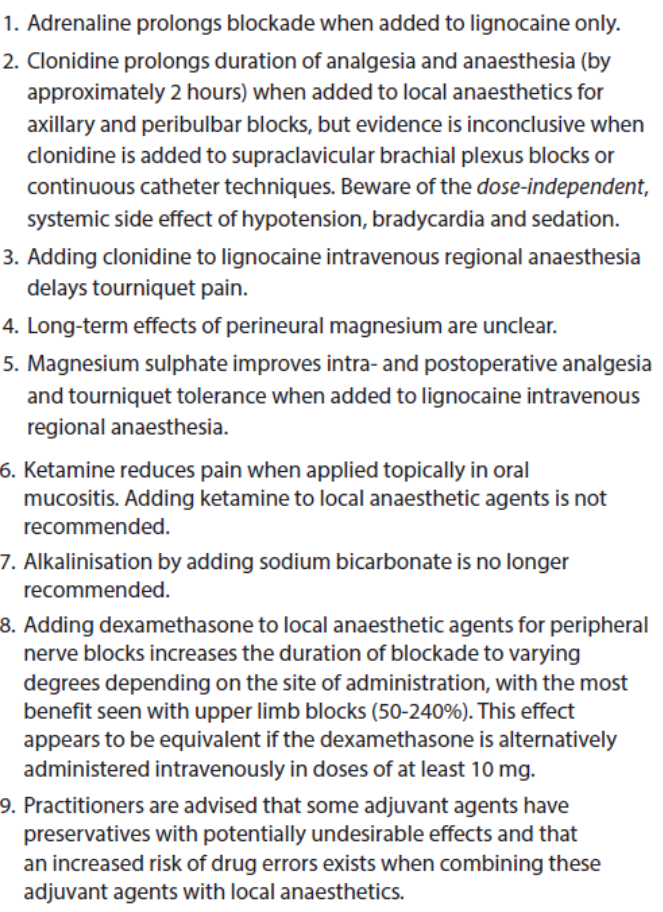 1. Adrenaline prolongs blockade when added to lignocaine only.
2. Clonidine prolongs duration of analgesia and anaesthesia (by
approximately 2 hours) when added to local anaesthetics for
axillary and peribulbar blocks, but evidence is inconclusive when
clonidine is added to supraclavicular brachial plexus blocks or
continuous catheter techniques. Beware of the dose-independent,
systemic side effect of hypotension, bradycardia and sedation.
3. Adding clonidine to lignocaine intravenous regional anaesthesia
delays tourniquet pain.
4. Long-term effects of perineural magnesium are unclear.
5. Magnesium sulphate improves intra- and postoperative analgesia
and tourniquet tolerance when added to lignocaine intravenous
regional anaesthesia.
6. Ketamine reduces pain when applied topically in oral
mucositis. Adding ketamine to local anaesthetic agents is not
recommended.
7. Alkalinisation by adding sodium bicarbonate is no longer
recommended.
8. Adding dexamethasone to local anaesthetic agents for peripheral
nerve blocks increases the duration of blockade to varying
degrees depending on the site of administration, with the most
benefit seen with upper limb blocks (50-240%). This effect
appears to be equivalent if the dexamethasone is alternatively
administered intravenously in doses of at least 10 mg.
9. Practitioners are advised that some adjuvant agents have
preservatives with potentially undesirable effects and that
an increased risk of drug errors exists when combining these
adjuvant agents with local anaesthetics.